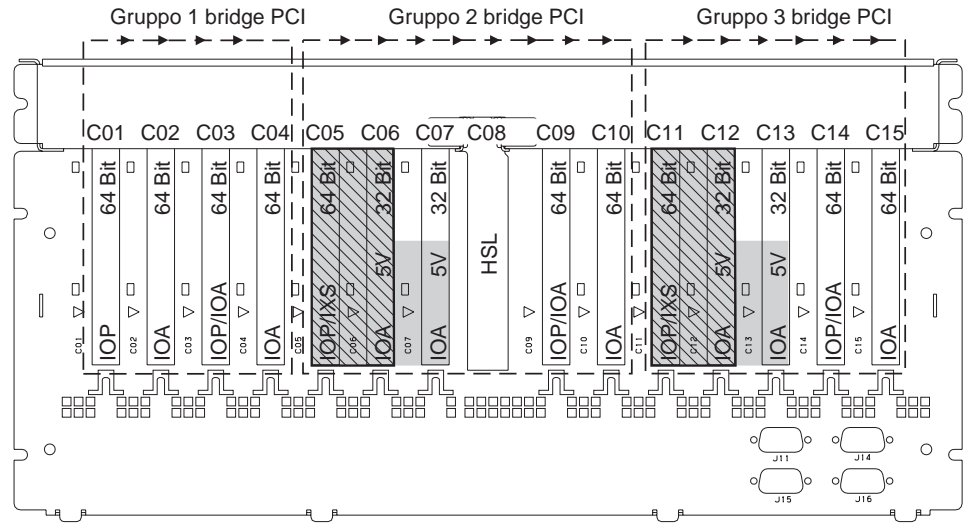 Gruppo 1 bridge PCI Gruppo 2 bridge PCI Gruppo 3 bridge PCI
C01 C02 C03 C04 C05 C06 C07 C08 C09 C10 C11 C12 C13 C14 C15
64 Bit 64 Bit 64 Bit 64 Bit 64 Bit 32 Bit 32 Bit 64 Bit 64 Bit 64 Bit 32 Bit 32 Bit 64 Bit 64 Bit
5V 5V HSL 5V 5V
C01 C02 C03 C04 C05 C06 C07 C09 C10 C11 C12 C13 C14 C15
IOP IOA IOP/IOA IOA IOP/IXS IOA IOA IOP/IOA IOA IOP/IXS IOA IOA IOP/IOA IOA
J11 J14
J15 J16